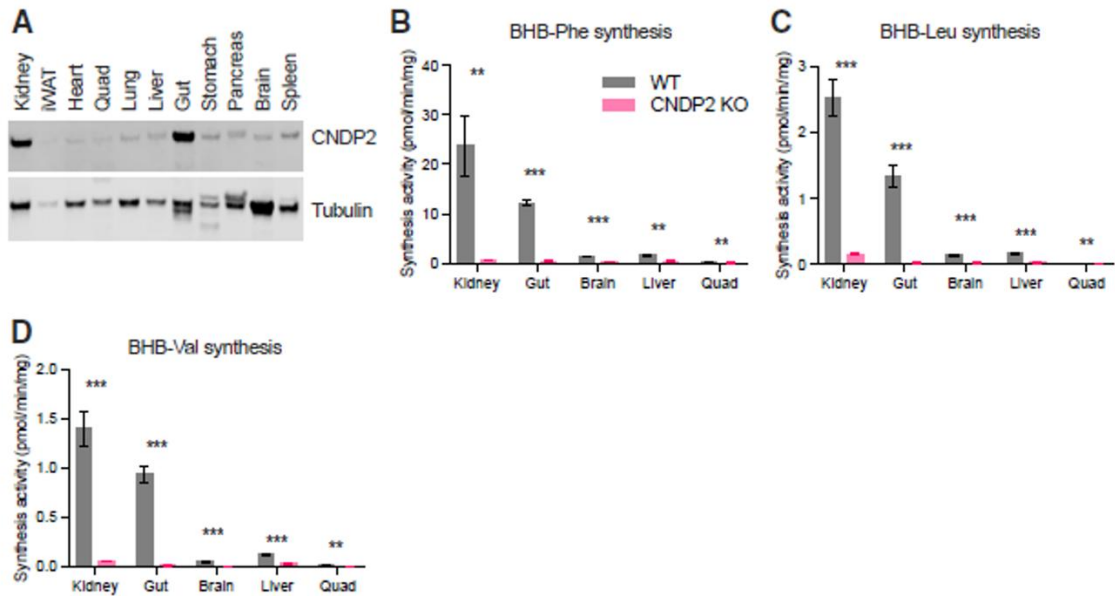 A
Kidney
iWAT
Heart
Quad
Lung
Liver
Gut
Stomach
Pancreas
Brain
Spleen
CNDP2
Tubulin
B
BHB-Phe synthesis
Synthesis activity (pmol/min/mg)
40
30
20
10
0
**
***
***
**
**
WT
CNDP2 KO
Kidney Gut Brain Liver Quad
C
BHB-Leu synthesis
Synthesis activity (pmol/min/mg)
3
2
1
0
***
***
***
***
**
Kidney Gut Brain Liver Quad
D
BHB-Val synthesis
Synthesis activity (pmol/min/mg)
2.0
1.5
1.0
0.5
0.0
***
***
***
***
**
Kidney Gut Brain Liver Quad